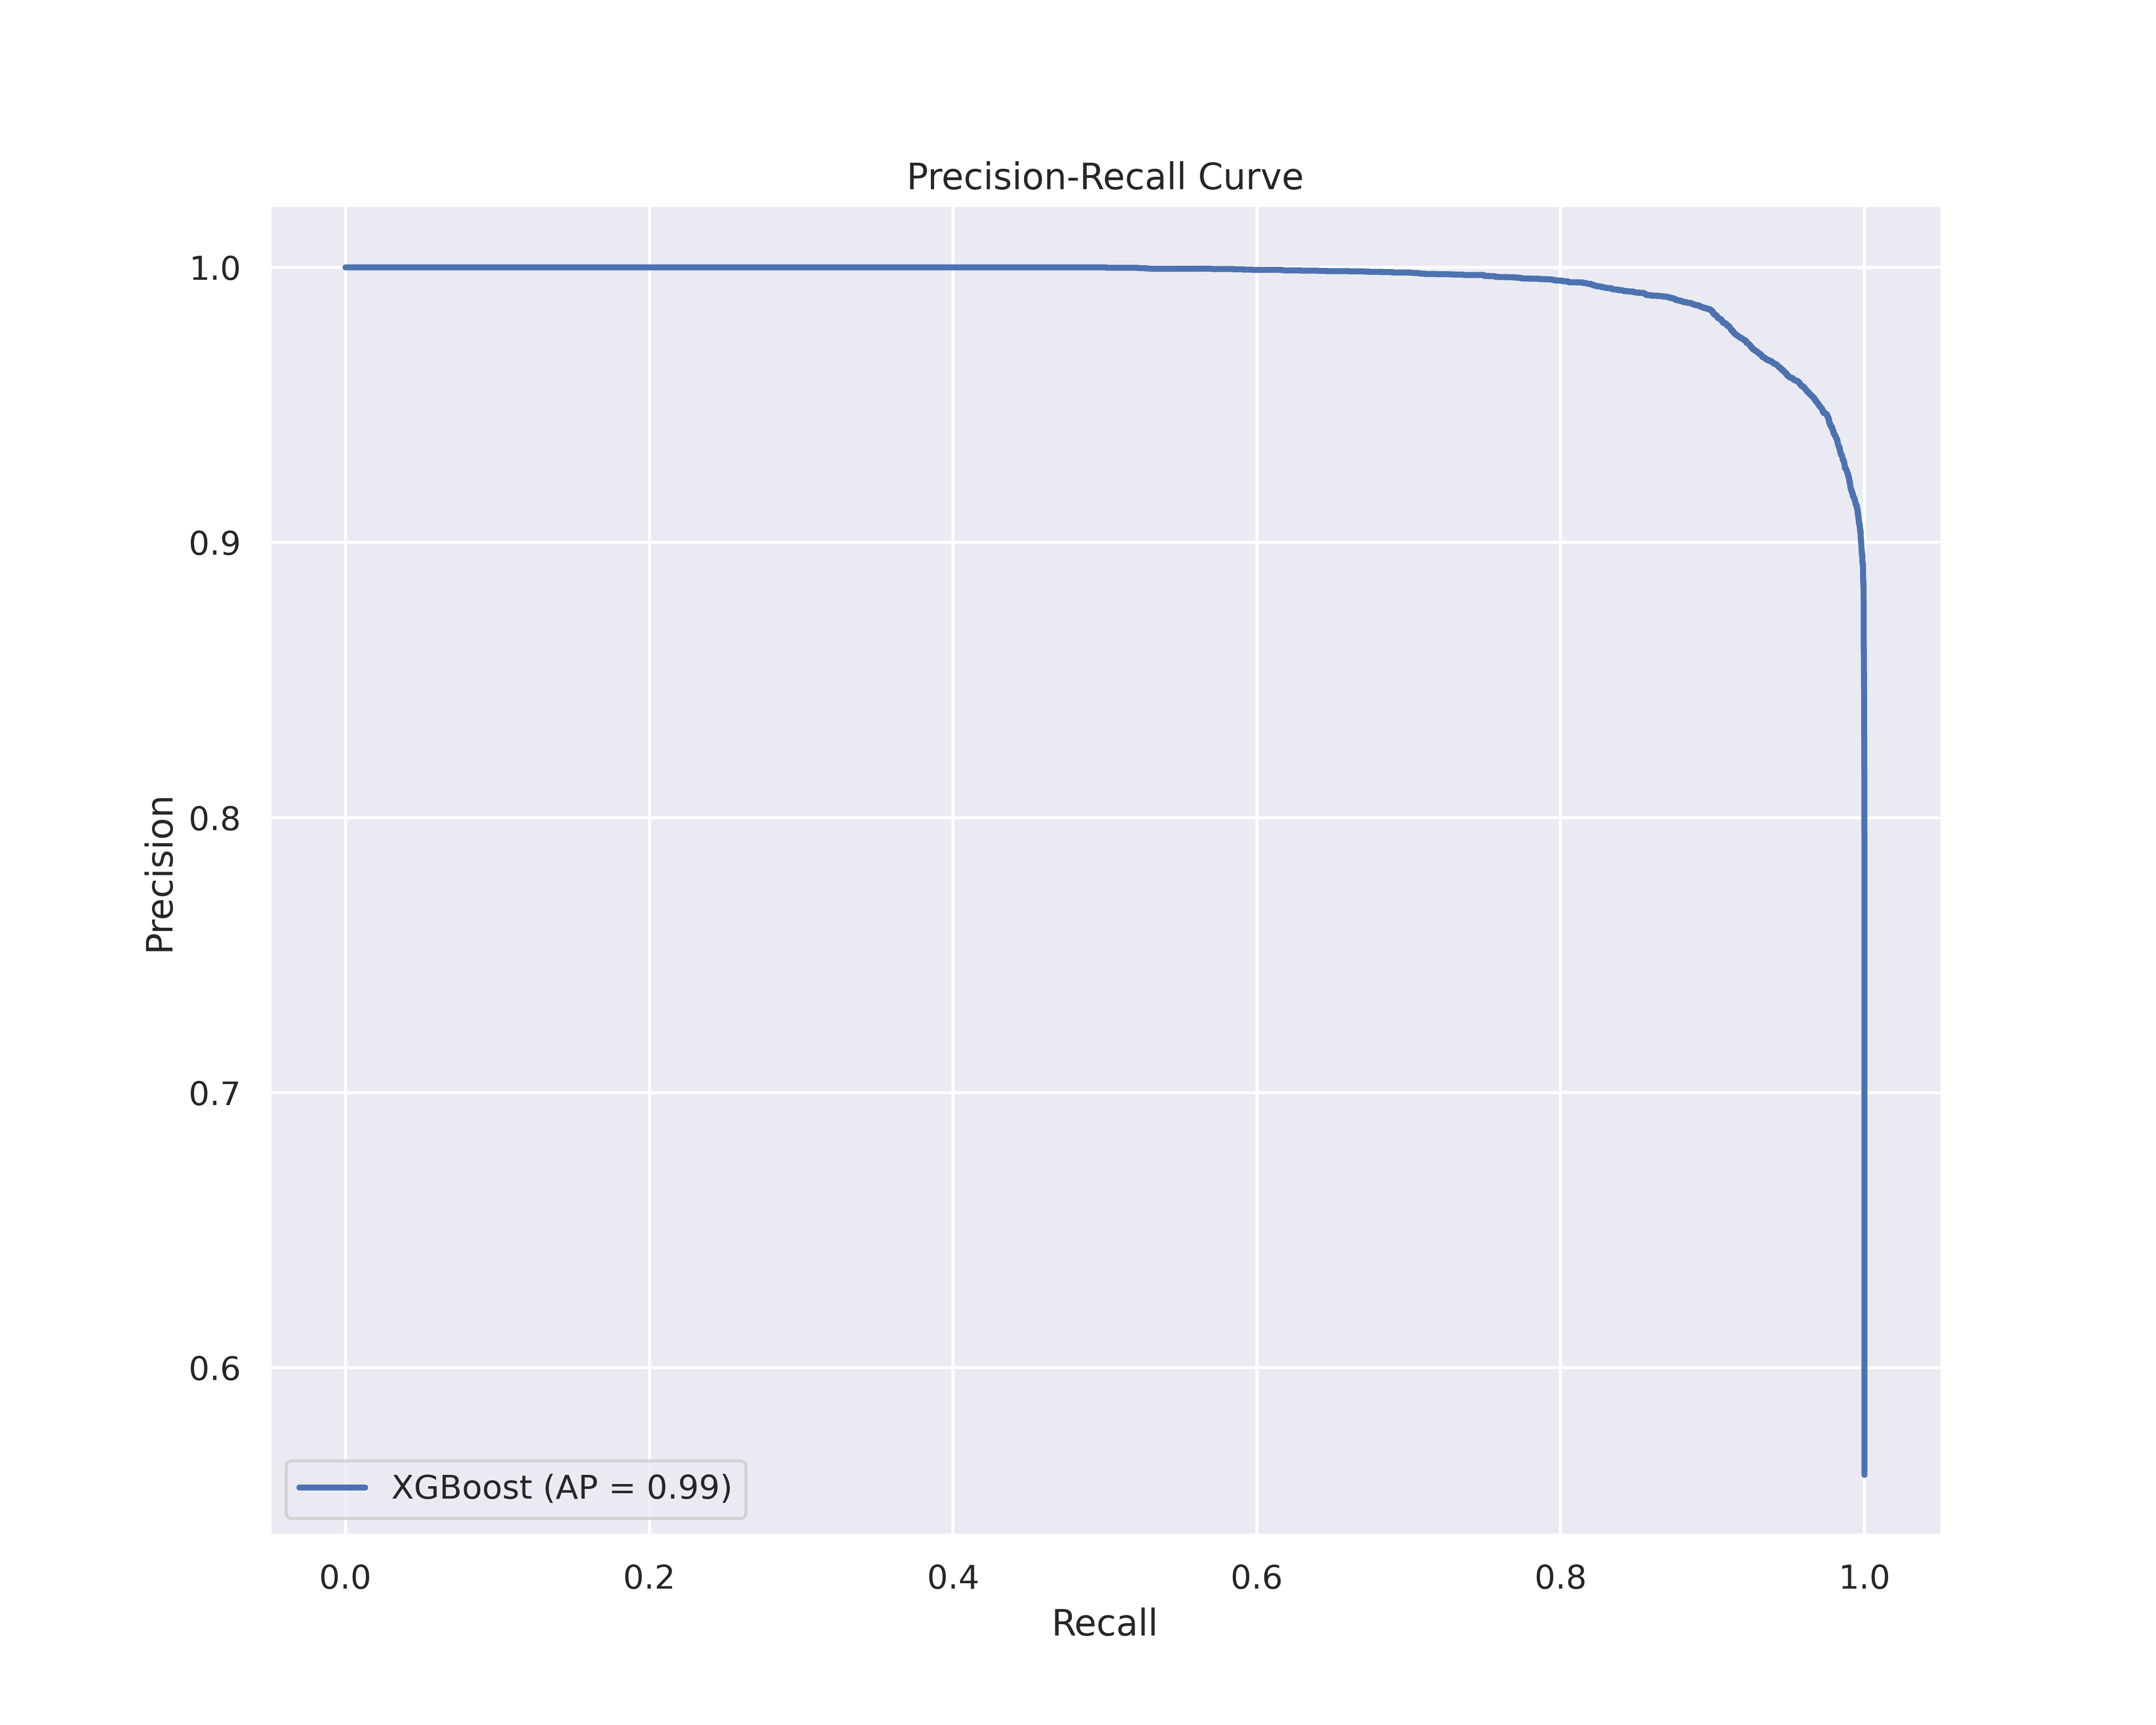 Precision-Recall Curve
1.0
0.9
0.8
0.7
0.6
Precision
XGBoost (AP = 0.99)
0.0 0.2 0.4 0.6 0.8 1.0
Recall